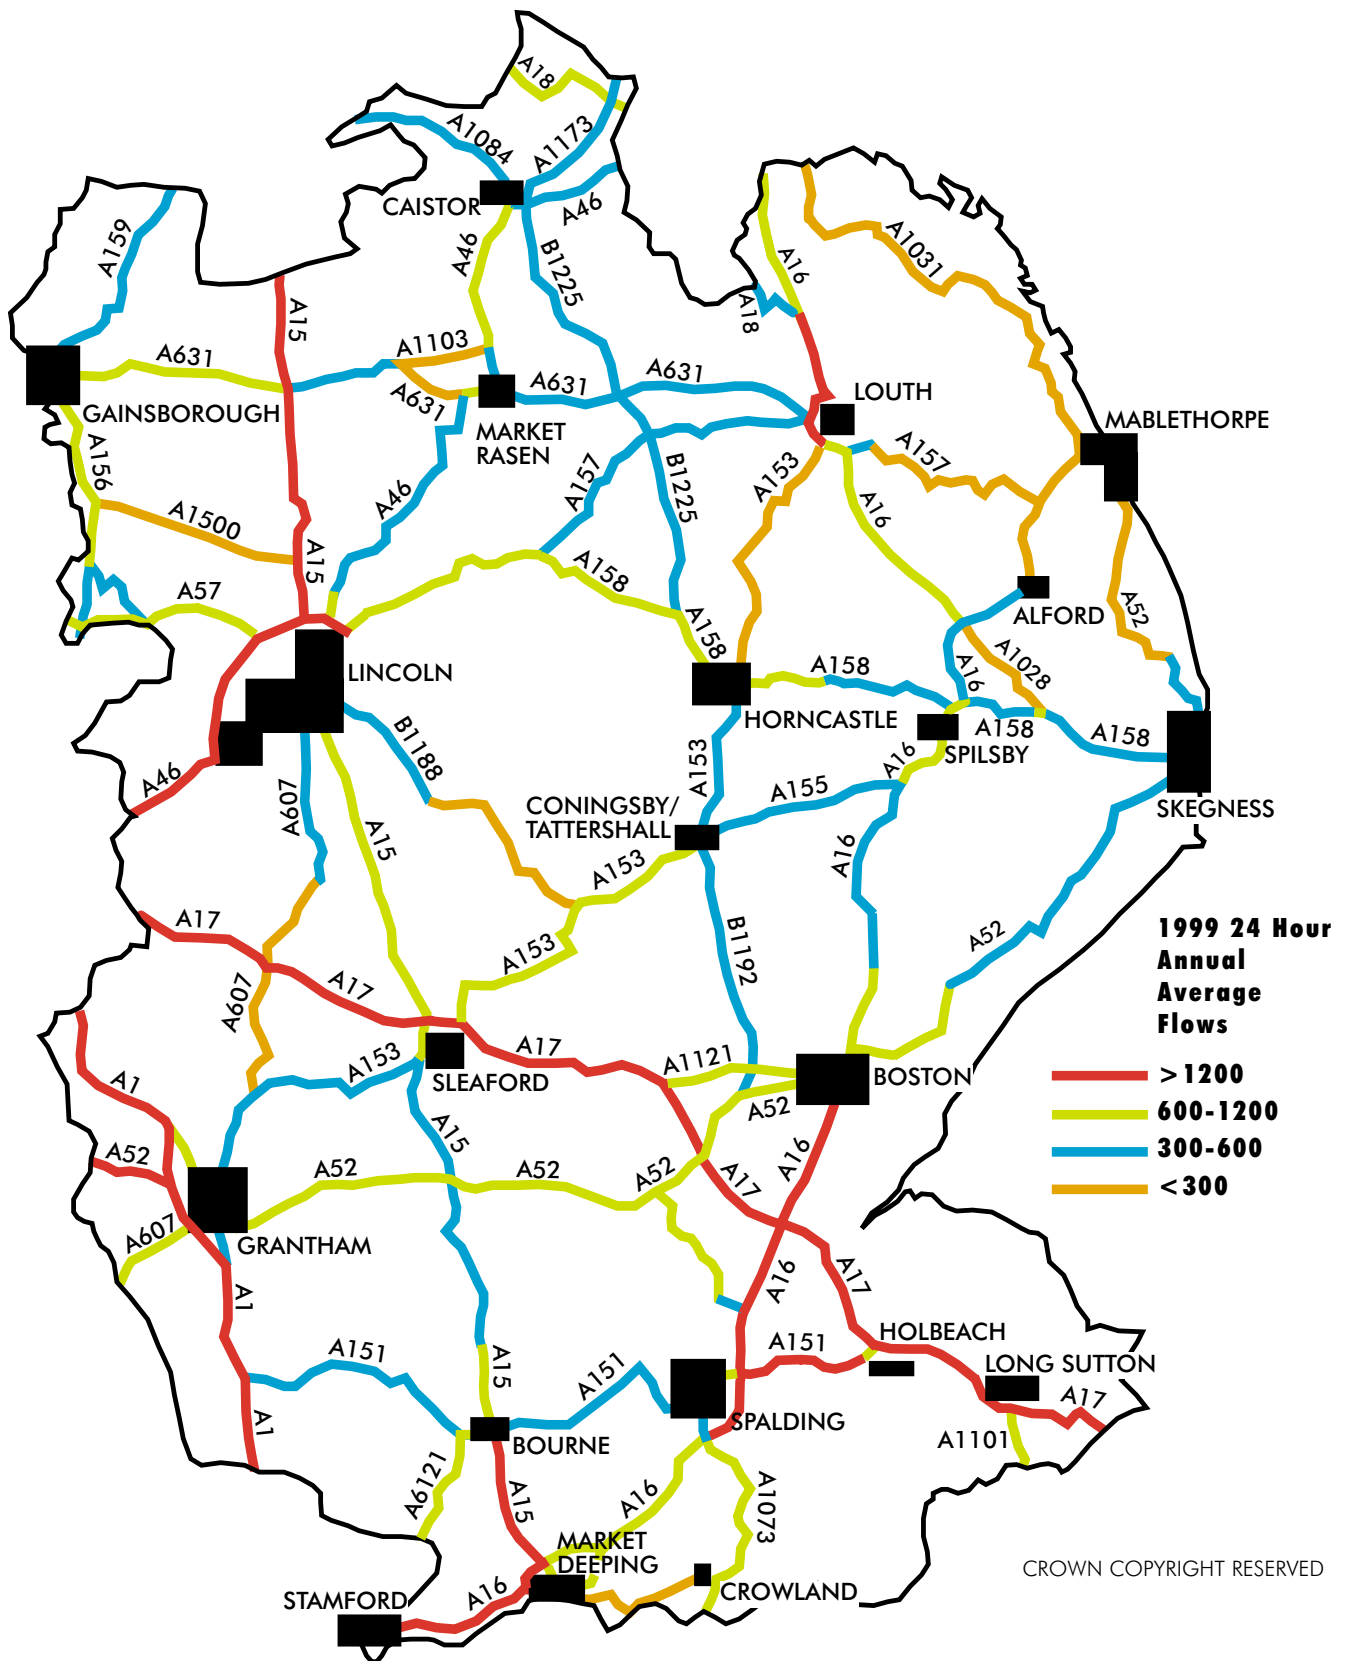 A18
A1084
A1173
CAISTOR
A46
A159
A46
B1225
A16
A1031
A15
A18
A631
A1103
A631
A631
A631
LOUTH
GAINSBOROUGH
MARKET
RASEN
MABLETHORPE
A156
A46
A157
B1225
A153
A157
A1500
A16
A15
A57
A158
A52
ALFORD
LINCOLN
A158
A158
A16
A1028
HORNCASTLE
A158
A158
SPILSBY
B1188
A153
A16
A46
A607
A155
CONINGSBY/
TATTERSHALL
SKEGNESS
A15
A16
A153
A17
A153
B1192
A52
1999 24 Hour
Annual
Average
Flows
A607
A17
A153
A17
A1121
SLEAFORD
BOSTON
>1200
A1
A52
600-1200
A15
A16
300-600
A52
A52
A52
A52
A17
<300
A607
GRANTHAM
A16
A17
A1
HOLBEACH
A151
A15
A151
A151
LONG SUTTON
A17
A1
SPALDING
BOURNE
A1101
A6121
A15
A16
A1073
MARKET
DEEPING
CROWN COPYRIGHT RESERVED
STAMFORD
A16
CROWLAND